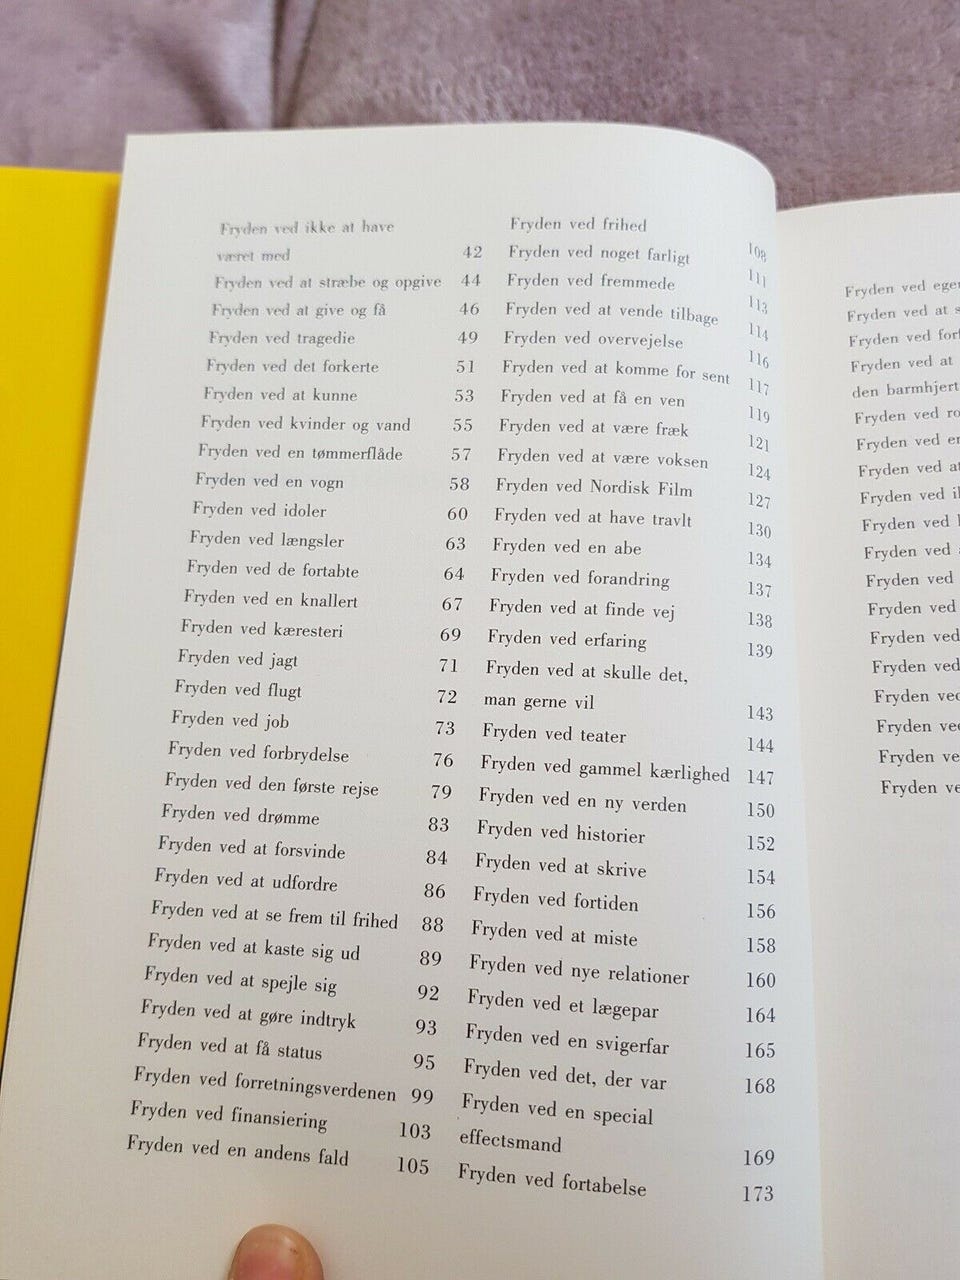 Fryden ved ikke at have
været med 42
Fryden ved at stræbe og opgive 44
Fryden ved at give og få 46
Fryden ved tragedie 49
Fryden ved det forkerte 51
Fryden ved at kunne 53
Fryden ved kvinder og vand 55
Fryden ved en tømmerflåde 57
Fryden ved en vogn 58
Fryden ved idoler 60
Fryden ved længsler 63
Fryden ved de fortabte 64
Fryden ved en knallert 67
Fryden ved kæresteri 69
Fryden ved jagt 71
Fryden ved flugt 72
Fryden ved job 73
Fryden ved forbrydelse 76
Fryden ved den første rejse 79
Fryden ved drømme 83
Fryden ved at forsvinde 84
Fryden ved at udfordre 86
Fryden ved at se frem til frihed 88
Fryden ved at kaste sig ud 89
Fryden ved at spejle sig 92
Fryden ved at gøre indtryk 93
Fryden ved at få status 95
Fryden ved forretningsverdenen 99
Fryden ved finansiering 103
Fryden ved en andens fald 105
Fryden ved frihed 108
Fryden ved noget farligt 111
Fryden ved fremmede 113
Fryden ved at vende tilbage 114
Fryden ved overvejelse 116
Fryden ved at komme for sent 117
Fryden ved at få en ven 119
Fryden ved at være fræk 121
Fryden ved at være voksen 124
Fryden ved Nordisk Film 127
Fryden ved at have travlt 130
Fryden ved en abe 134
Fryden ved forandring 137
Fryden ved at finde vej 138
Fryden ved erfaring 139
Fryden ved at skulle det,
man gerne vil 143
Fryden ved teater 144
Fryden ved gammel kærlighed 147
Fryden ved en ny verden 150
Fryden ved historier 152
Fryden ved at skrive 154
Fryden ved fortiden 156
Fryden ved at miste 158
Fryden ved nye relationer 160
Fryden ved et lægepar 164
Fryden ved en svigerfar 165
Fryden ved det, der var 168
Fryden ved en special
effectsmand 169
Fryden ved fortabelse 173
Fryden ved
Fryden ved at
Fryden ved
Fryden ved at
den
Fryden ved
Fryden ved
Fryden ved
Fryden ved
Fryden ved
Fryden ved
Fryden ved
Fryden ved
Fryden ved
Fryden ved
Fryden
Fryden
Fryden
Fryden